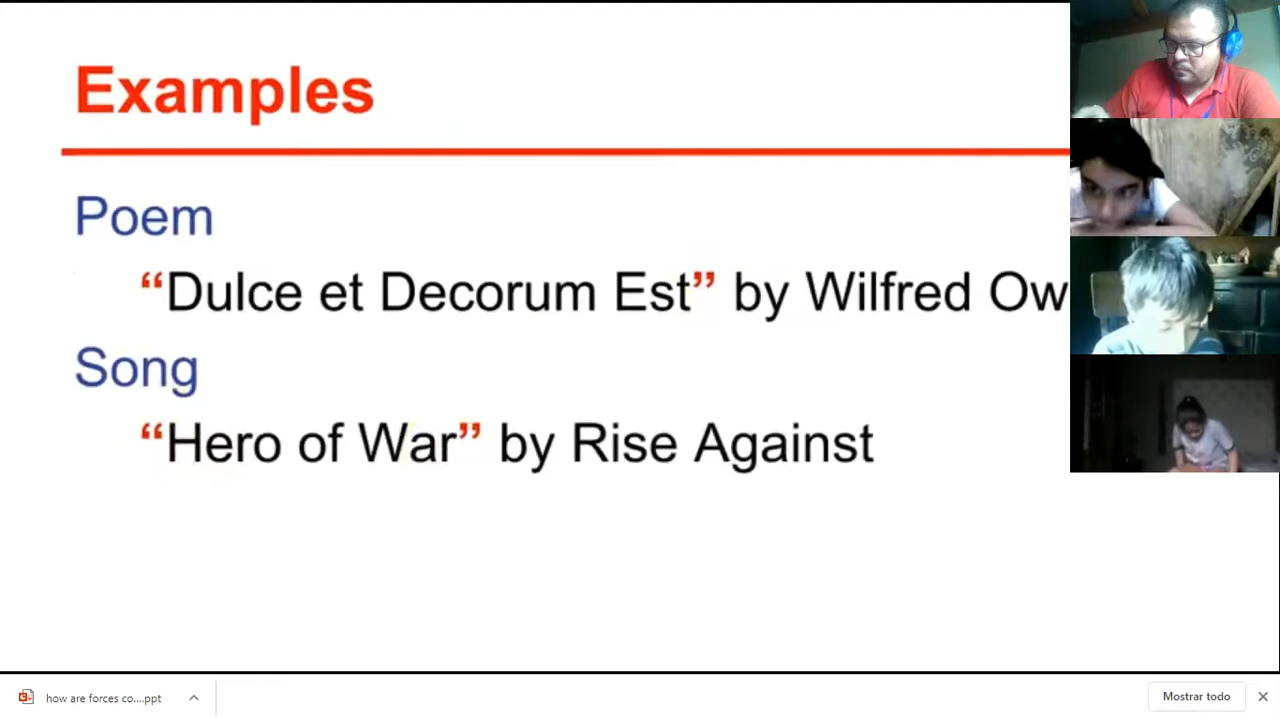 Examples
Poem
“Dulce et Decorum Est” by Wilfred Ow
Song
“Hero of War” by Rise Against
how are forces co....ppt
Mostrar todo